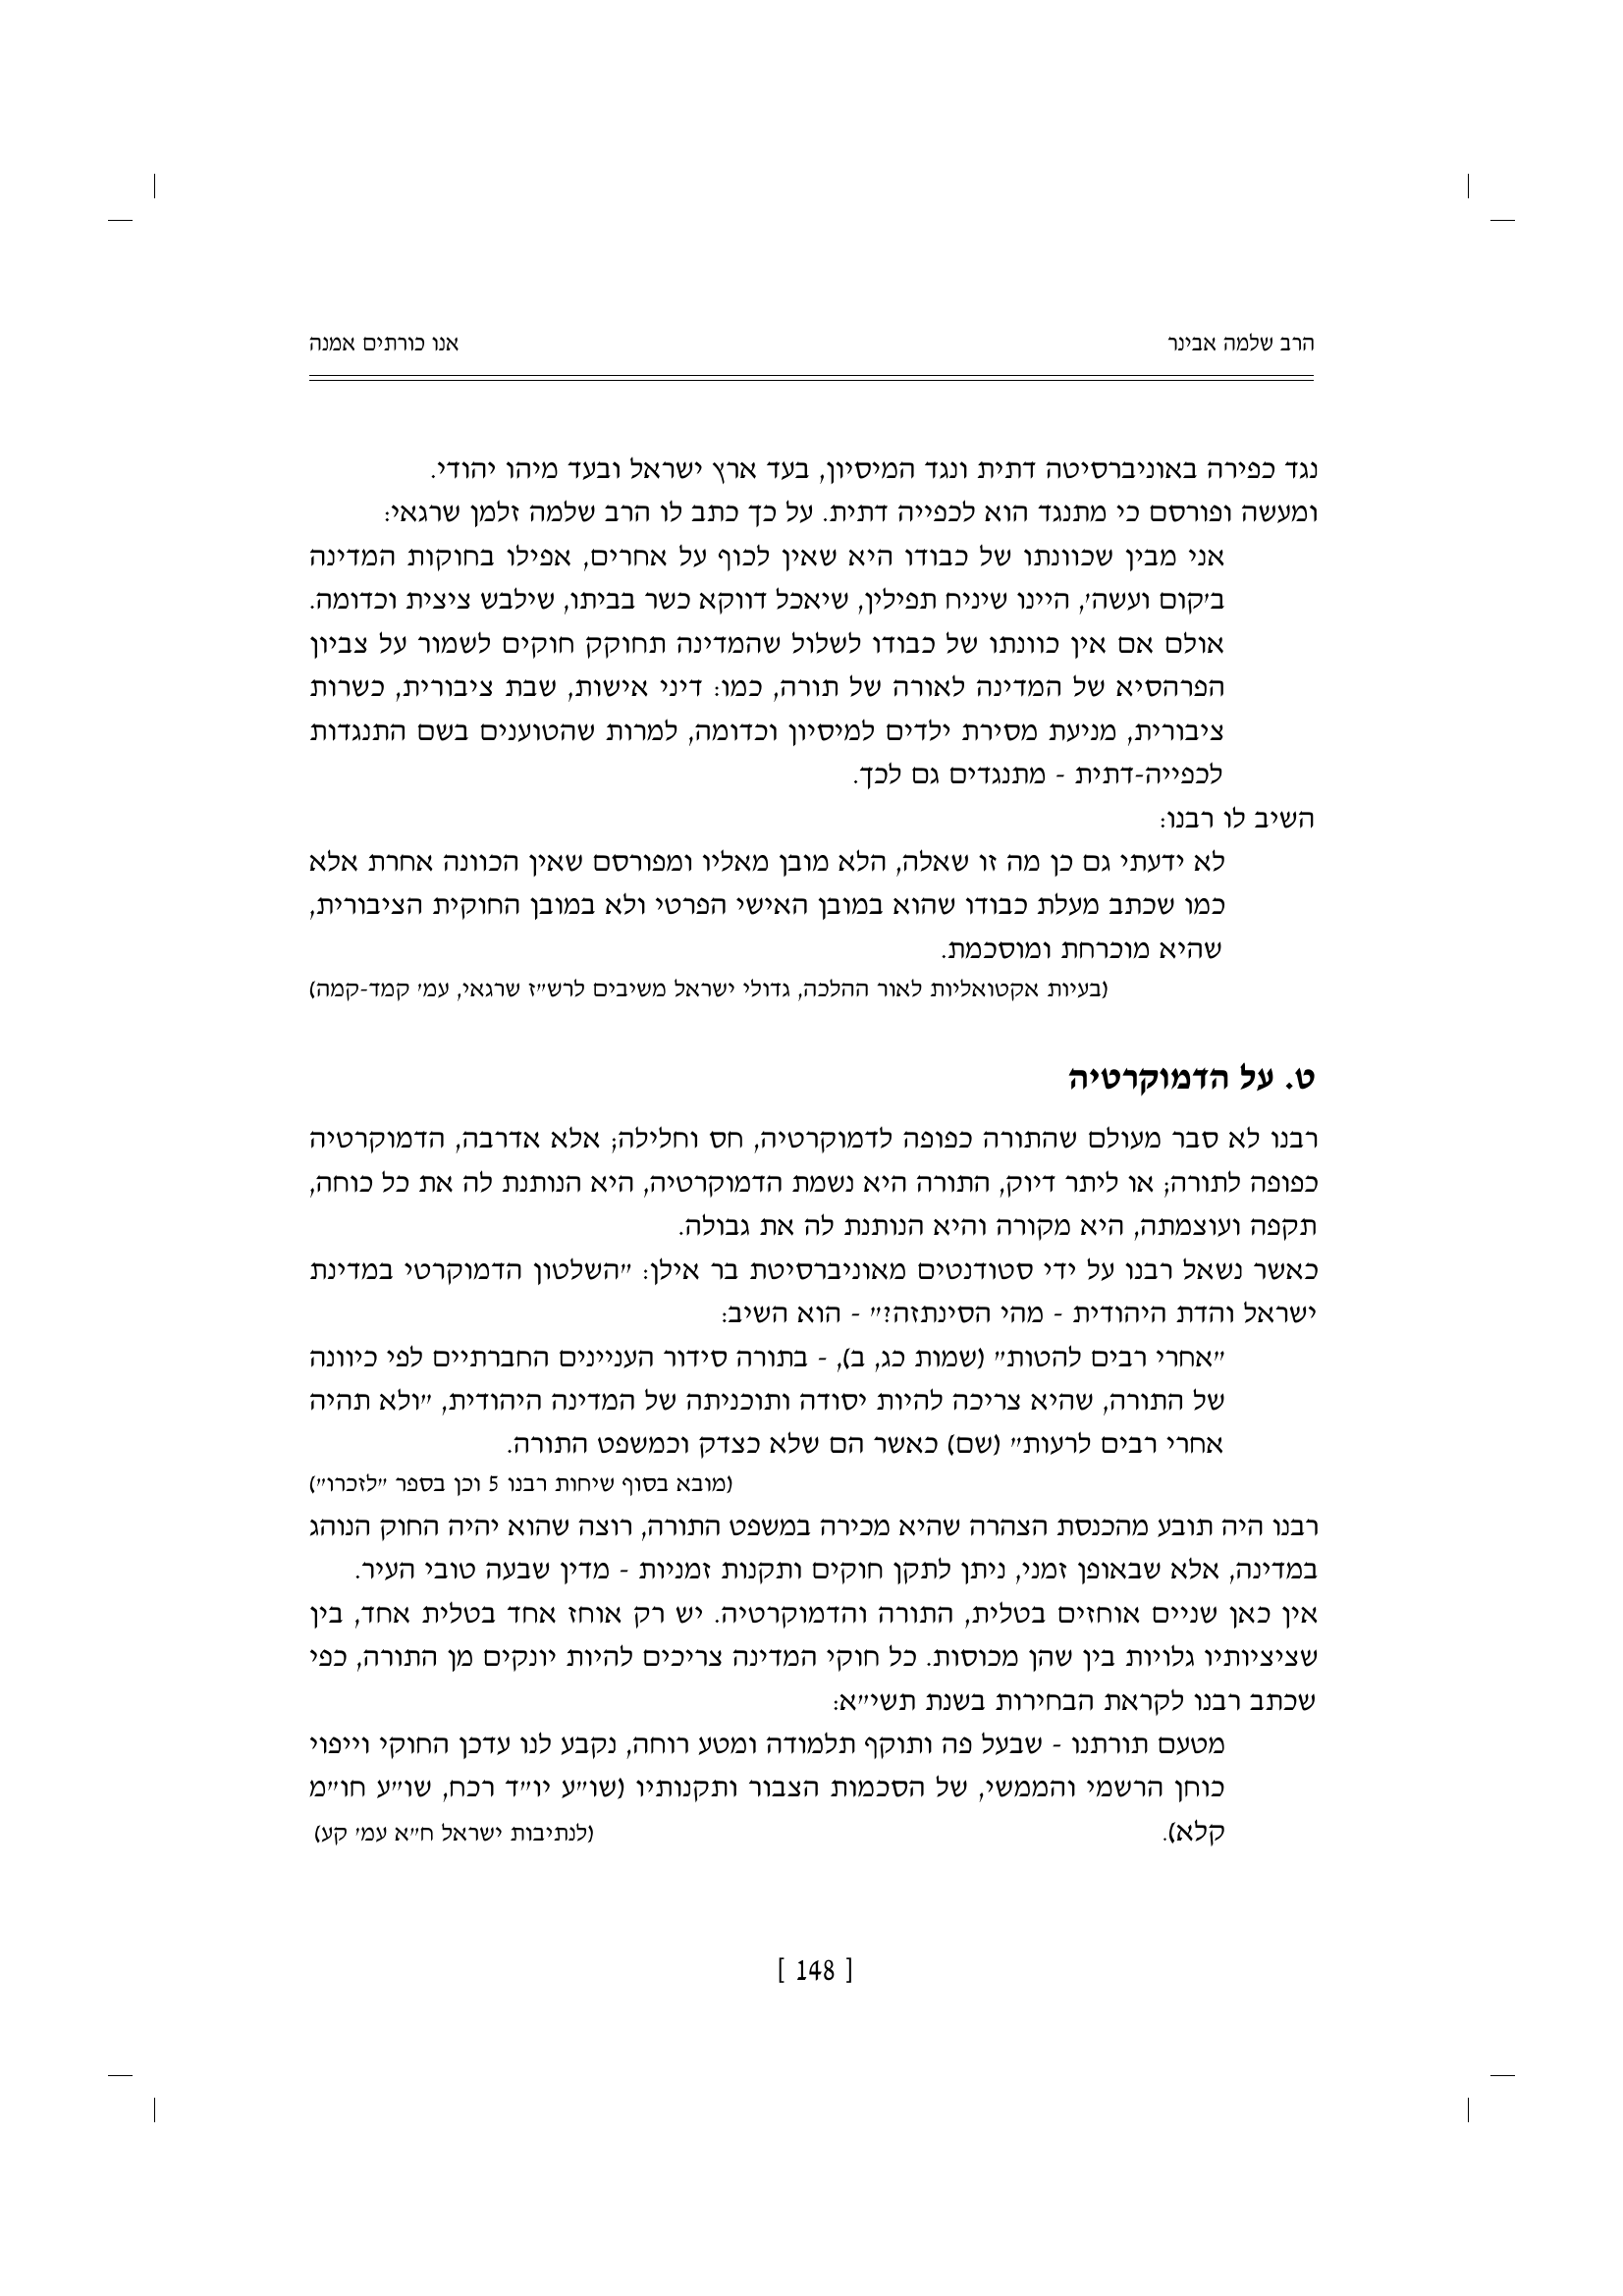 הרב שלמה אבינר
אנו כורתים אמנה
נגד כפירה באוניברסיטה דתית ונגד המיסיון, בעד ארץ ישראל ובעד מיהו יהודי.
ומעשה ופורסם כי מתנגד הוא לכפייה דתית. על כך כתב לו הרב שלמה זלמן שרגאי:
אני מבין שכוונתו של כבודו היא שאין לכוף על אחרים, אפילו בחוקות המדינה
ב'קום ועשה', היינו שיניח תפילין, שיאכל דווקא כשר בביתו, שילבש ציצית וכדומה.
אולם אם אין כוונתו של כבודו לשלול שהמדינה תחוקק חוקים לשמור על צביון
הפרהסיא של המדינה לאורה של תורה, כמו: דיני אישות, שבת ציבורית, כשרות
ציבורית, מניעת מסירת ילדים למיסיון וכדומה, למרות שהטוענים בשם התנגדות
לכפייה-דתית - מתנגדים גם לכך.
השיב לו רבנו:
לא ידעתי גם כן מה זו שאלה, הלא מובן מאליו ומפורסם שאין הכוונה אחרת אלא
כמו שכתב מעלת כבודו שהוא במובן האישי הפרטי ולא במובן החוקית הציבורית,
שהיא מוכרחת ומוסכמת.
(בעיות אקטואליות לאור ההלכה, גדולי ישראל משיבים לרש"ז שרגאי, עמ' קמד-קמה)
ט. על הדמוקרטיה
רבנו לא סבר מעולם שהתורה כפופה לדמוקרטיה, חס וחלילה; אלא אדרבה, הדמוקרטיה
כפופה לתורה; או ליתר דיוק, התורה היא נשמת הדמוקרטיה, היא הנותנת לה את כל כוחה,
תקפה ועוצמתה, היא מקורה והיא הנותנת לה את גבולה.
כאשר נשאל רבנו על ידי סטודנטים מאוניברסיטת בר אילן: "השלטון הדמוקרטי במדינת
ישראל והדת היהודית - מהי הסינתזה?" - הוא השיב:
"אחרי רבים להטות" (שמות כג, ב), - בתורה סידור העניינים החברתיים לפי כיוונה
של התורה, שהיא צריכה להיות יסודה ותוכניתה של המדינה היהודית, "ולא תהיה
אחרי רבים לרעות" (שם) כאשר הם שלא כצדק וכמשפט התורה.
(מובא בסוף שיחות רבנו 5 וכן בספר "לזכרו")
רבנו היה תובע מהכנסת הצהרה שהיא מכירה במשפט התורה, רוצה שהוא יהיה החוק הנוהג
במדינה, אלא שבאופן זמני, ניתן לתקן חוקים ותקנות זמניות - מדין שבעה טובי העיר.
אין כאן שניים אוחזים בטלית, התורה והדמוקרטיה. יש רק אוחז אחד בטלית אחד, בין
שציציותיו גלויות בין שהן מכוסות. כל חוקי המדינה צריכים להיות יונקים מן התורה, כפי
שכתב רבנו לקראת הבחירות בשנת תשי"א:
מטעם תורתנו - שבעל פה ותוקף תלמודה ומטע רוחה, נקבע לנו עדכן החוקי וייפוי
כוחן הרשמי והממשי, של הסכמות הצבור ותקנותיו (שו"ע יו"ד רכח, שו"ע חו"מ
קלא). (לנתיבות ישראל ח"א עמ' קע)
[ 148 ]